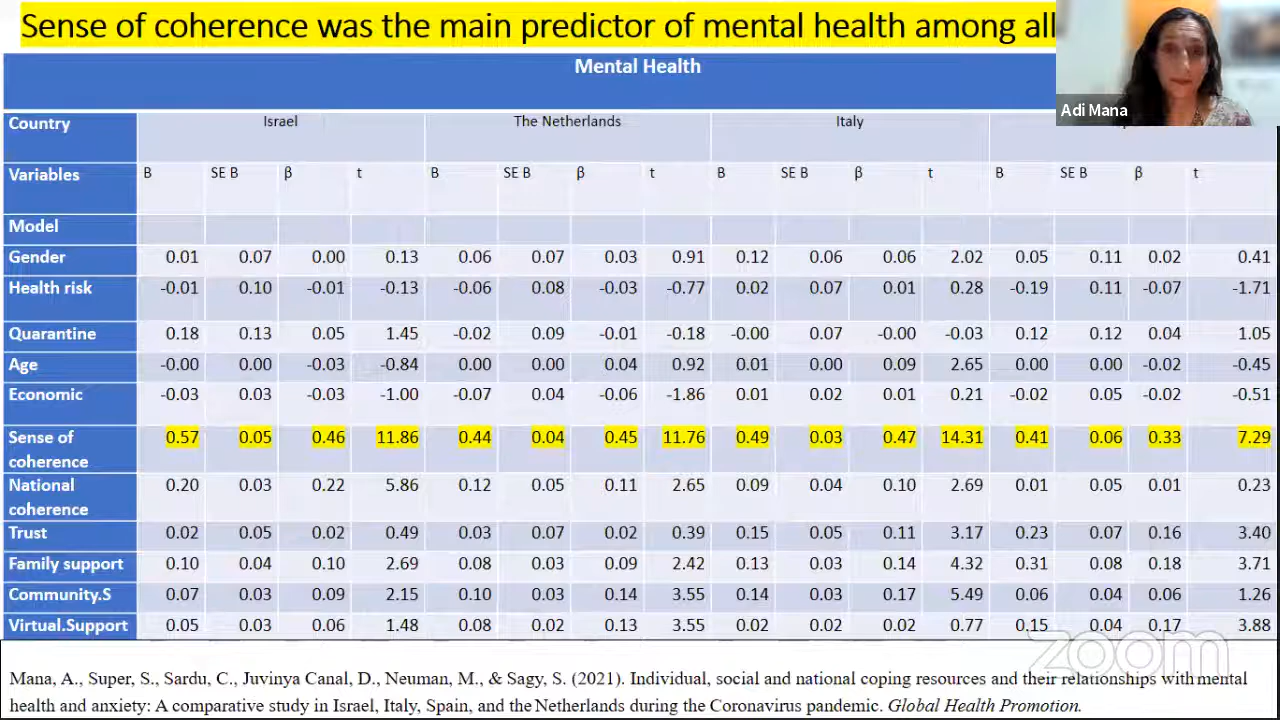 Sense of coherence was the main predictor of mental health among all
Adi Mana
Mental Health
Country Israel The Netherlands Italy
Variables B SE B β t B SE B β t B SE B β t B SE B β t
Model
Gender 0.01 0.07 0.00 0.13 0.06 0.07 0.03 0.91 0.12 0.06 0.06 2.02 0.05 0.11 0.02 0.41
Health risk -0.01 0.10 -0.01 -0.13 -0.06 0.08 -0.03 -0.77 0.02 0.07 0.01 0.28 -0.19 0.11 -0.07 -1.71
Quarantine 0.18 0.13 0.05 1.45 -0.02 0.09 -0.01 -0.18 -0.00 0.07 -0.00 -0.03 0.12 0.12 0.04 1.05
Age -0.00 0.00 -0.03 -0.84 0.00 0.00 0.04 0.92 0.01 0.00 0.09 2.65 0.00 0.00 -0.02 -0.45
Economic -0.03 0.03 -0.03 -1.00 -0.07 0.04 -0.06 -1.86 0.01 0.02 0.01 0.21 -0.02 0.05 -0.02 -0.51
Sense of 0.57 0.05 0.46 11.86 0.44 0.04 0.45 11.76 0.49 0.03 0.47 14.31 0.41 0.06 0.33 7.29
coherence
National 0.20 0.03 0.22 5.86 0.12 0.05 0.11 2.65 0.09 0.04 0.10 2.69 0.01 0.05 0.01 0.23
coherence
Trust 0.02 0.05 0.02 0.49 0.03 0.07 0.02 0.39 0.15 0.05 0.11 3.17 0.23 0.07 0.16 3.40
Family support 0.10 0.04 0.10 2.69 0.08 0.03 0.09 2.42 0.13 0.03 0.14 4.32 0.31 0.08 0.18 3.71
Community.S 0.07 0.03 0.09 2.15 0.10 0.03 0.14 3.55 0.14 0.03 0.17 5.49 0.06 0.04 0.06 1.26
Virtual.Support 0.05 0.03 0.06 1.48 0.08 0.02 0.13 3.55 0.02 0.02 0.02 0.77 0.15 0.04 0.17 3.88
zoom
Mana, A., Super, S., Sardu, C., Juvinya Canal, D., Neuman, M., & Sagy, S. (2021). Individual, social and national coping resources and their relationships with mental
health and anxiety: A comparative study in Israel, Italy, Spain, and the Netherlands during the Coronavirus pandemic. Global Health Promotion.